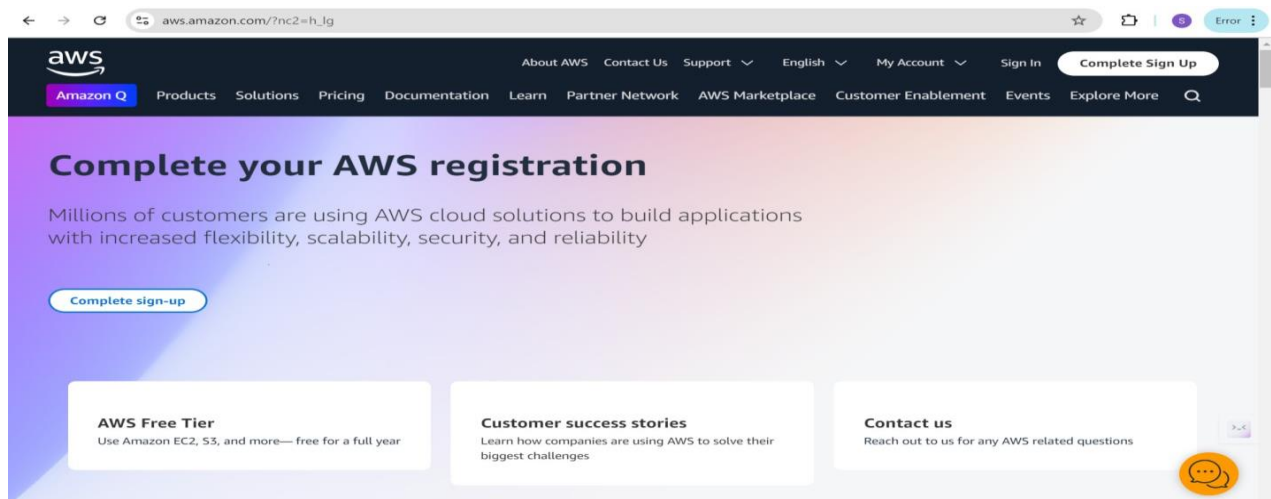 aws.amazon.com/?nc2=h_lg
S
Error
aws
About AWS Contact Us Support English My Account Sign In Complete Sign Up
Amazon Q Products Solutions Pricing Documentation Learn Partner Network AWS Marketplace Customer Enablement Events Explore More
Complete your AWS registration
Millions of customers are using AWS cloud solutions to build applications
with increased flexibility, scalability, security, and reliability
Complete sign-up
AWS Free Tier
Use Amazon EC2, S3, and more— free for a full year
Customer success stories
Learn how companies are using AWS to solve their
biggest challenges
Contact us
Reach out to us for any AWS related questions